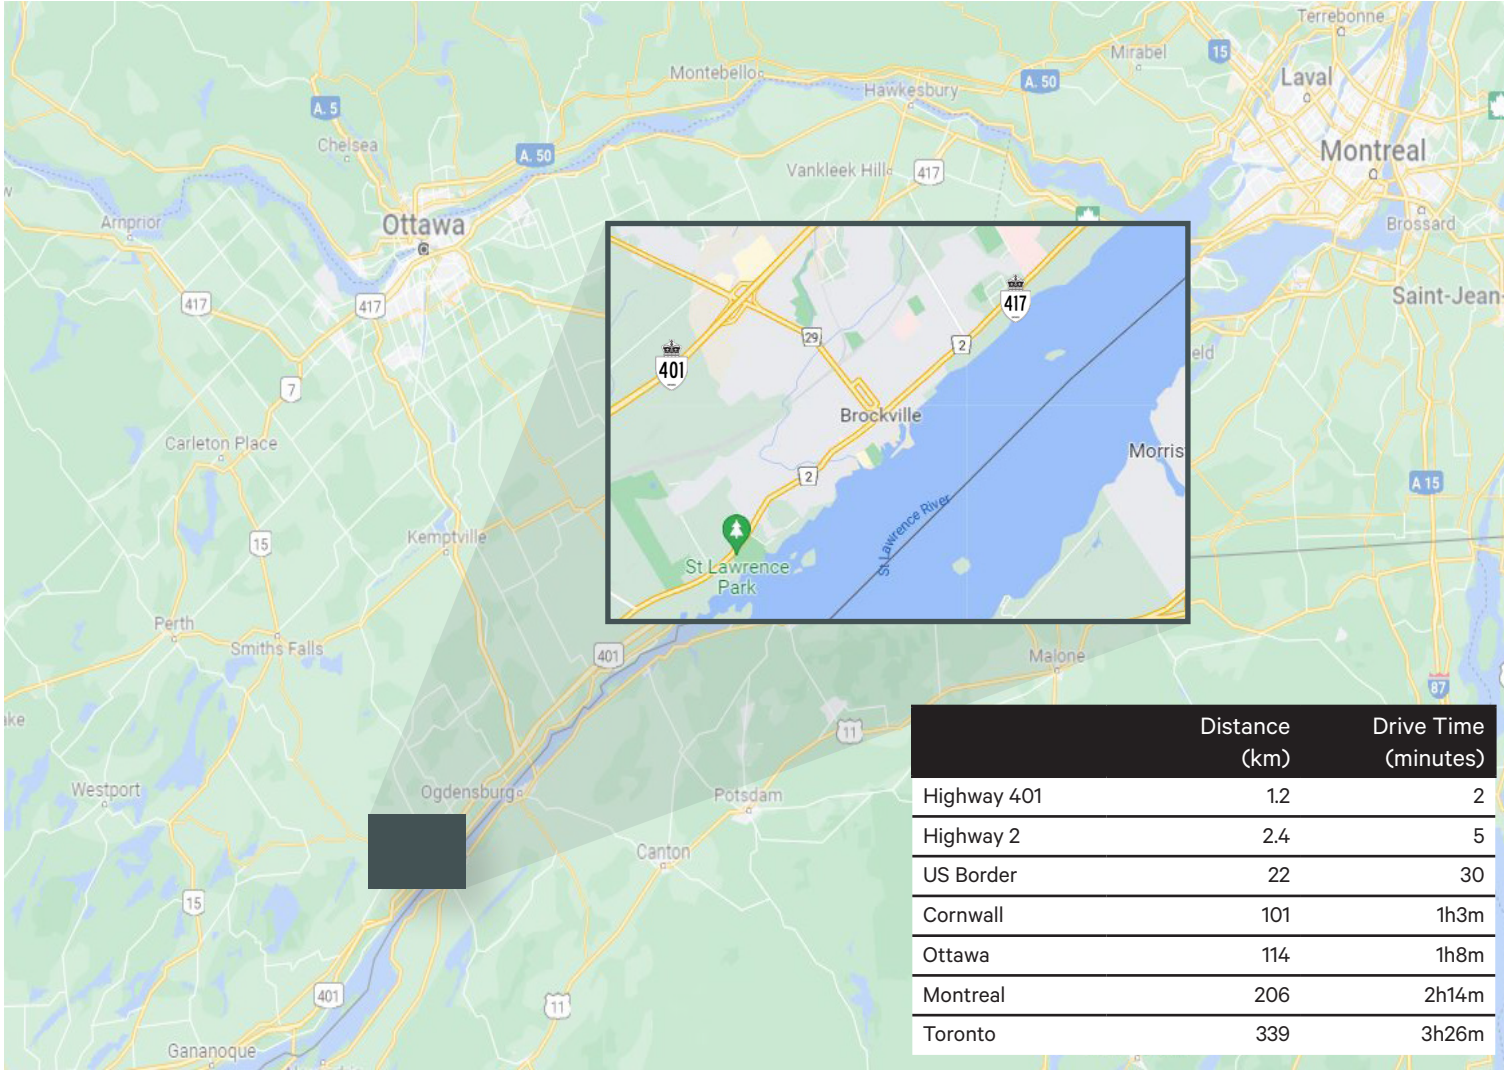 Terrebonne
Mirabel
15
Laval
Montebello
A. 50
Hawkesbury
A. 5
Chelsea
Montreal
A. 50
Vankleek Hill
417
Arnprior
Ottawa
Brossard
417
417
Saint-Jean-
eld
7
Carleton Place
A 15
15
Kemptville
Perth
Smiths Falls
401
Malone
87
ake
11
Westport
Ogdensburg
Potsdam
Canton
15
401
11
Gananoque
417
401
29
2
Brockville
Morris
2
St Lawrence River
St Lawrence
Park
Distance Drive Time
(km) (minutes)
Highway 401 1.2 2
Highway 2 2.4 5
US Border 22 30
Cornwall 101 1h3m
Ottawa 114 1h8m
Montreal 206 2h14m
Toronto 339 3h26m